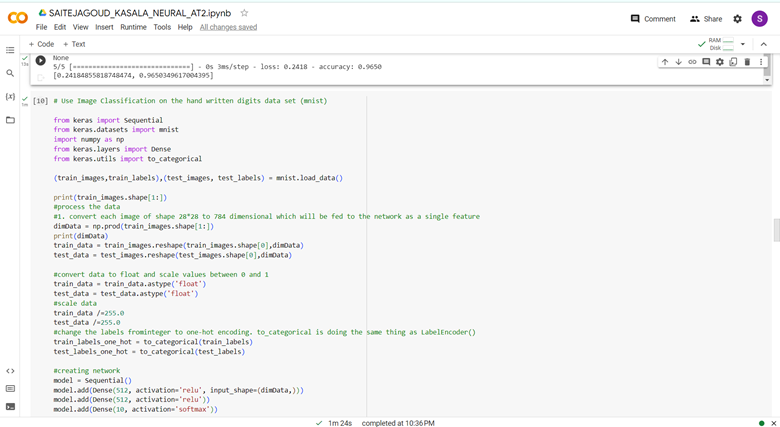 SAITEJAGOUD_KASALA_NEURAL_AT2.ipynb
File Edit View Insert Runtime Tools Help All changes saved
Comment Share S
+ Code + Text
RAM
Disk
None
5/5 [==============================] - 0s 3ms/step - loss: 0.2418 - accuracy: 0.9650
[0.24184855818748474, 0.9650349617004395]
[10] # Use Image Classification on the hand written digits data set (mnist)
from keras import Sequential
from keras.datasets import mnist
import numpy as np
from keras.layers import Dense
from keras.utils import to_categorical
(train_images,train_labels),(test_images, test_labels) = mnist.load_data()
print(train_images.shape[1:])
#process the data
#1. convert each image of shape 28*28 to 784 dimensional which will be fed to the network as a single feature
dimData = np.prod(train_images.shape[1:])
print(dimData)
train_data = train_images.reshape(train_images.shape[0],dimData)
test_data = test_images.reshape(test_images.shape[0],dimData)
#convert data to float and scale values between 0 and 1
train_data = train_data.astype('float')
test_data = test_data.astype('float')
#scale data
train_data /=255.0
test_data /=255.0
#change the labels frominteger to one-hot encoding. to_categorical is doing the same thing as LabelEncoder()
train_labels_one_hot = to_categorical(train_labels)
test_labels_one_hot = to_categorical(test_labels)
#creating network
model = Sequential()
model.add(Dense(512, activation='relu', input_shape=(dimData,)))
model.add(Dense(512, activation='relu'))
model.add(Dense(10, activation='softmax'))
1m 24s completed at 10:36 PM